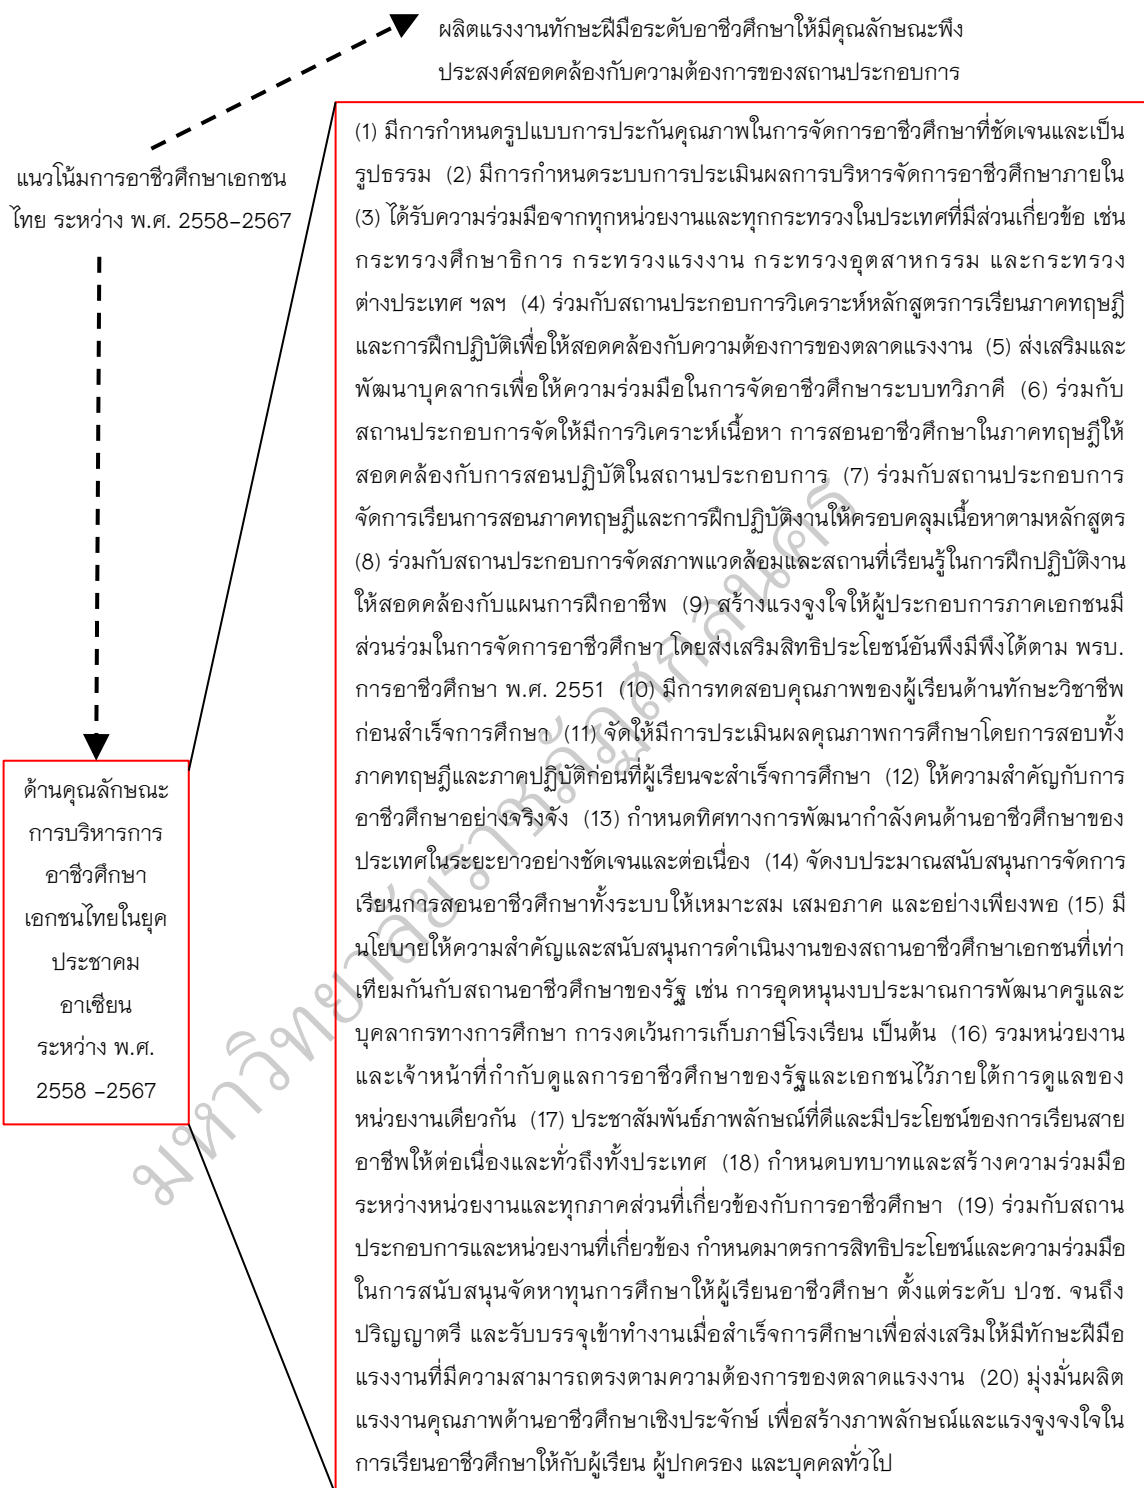 ผลิตแรงงานทักษะฝีมือระดับอาชีวศึกษาให้มีคุณลักษณะพึง
ประสงค์สอดคล้องกับความต้องการของสถานประกอบการ
แนวโน้มการอาชีวศึกษาเอกชน
ไทย ระหว่าง พ.ศ. 2558–2567
ด้านคุณลักษณะ
การบริหารการ
อาชีวศึกษา
เอกชนไทยในยุค
ประชาคม
อาเซียน
ระหว่าง พ.ศ.
2558 –2567
(1) มีการกำหนดรูปแบบการประกันคุณภาพในการจัดการอาชีวศึกษาที่ชัดเจนและเป็น
รูปธรรม (2) มีการกำหนดระบบการประเมินผลการบริหารจัดการอาชีวศึกษาภายใน
(3) ได้รับความร่วมมือจากทุกหน่วยงานและทุกกระทรวงในประเทศที่มีส่วนเกี่ยวข้อ เช่น
กระทรวงศึกษาธิการ กระทรวงแรงงาน กระทรวงอุตสาหกรรม และกระทรวง
ต่างประเทศ ฯลฯ (4) ร่วมกับสถานประกอบการวิเคราะห์หลักสูตรการเรียนภาคทฤษฎี
และการฝึกปฏิบัติเพื่อให้สอดคล้องกับความต้องการของตลาดแรงงาน (5) ส่งเสริมและ
พัฒนาบุคลากรเพื่อให้ความร่วมมือในการจัดอาชีวศึกษาระบบทวิภาคี (6) ร่วมกับ
สถานประกอบการจัดให้มีการวิเคราะห์เนื้อหา การสอนอาชีวศึกษาในภาคทฤษฎีให้
สอดคล้องกับการสอนปฏิบัติในสถานประกอบการ (7) ร่วมกับสถานประกอบการ
จัดการเรียนการสอนภาคทฤษฎีและการฝึกปฏิบัติงานให้ครอบคลุมเนื้อหาตามหลักสูตร
(8) ร่วมกับสถานประกอบการจัดสภาพแวดล้อมและสถานที่เรียนรู้ในการฝึกปฏิบัติงาน
ให้สอดคล้องกับแผนการฝึกอาชีพ (9) สร้างแรงจูงใจให้ผู้ประกอบการภาคเอกชนมี
ส่วนร่วมในการจัดการอาชีวศึกษา โดยส่งเสริมสิทธิประโยชน์อันพึงมีพึงได้ตาม พรบ.
การอาชีวศึกษา พ.ศ. 2551 (10) มีการทดสอบคุณภาพของผู้เรียนด้านทักษะวิชาชีพ
ก่อนสำเร็จการศึกษา (11) จัดให้มีการประเมินผลคุณภาพการศึกษาโดยการสอบทั้ง
ภาคทฤษฎีและภาคปฏิบัติก่อนที่ผู้เรียนจะสำเร็จการศึกษา (12) ให้ความสำคัญกับการ
อาชีวศึกษาอย่างจริงจัง (13) กำหนดทิศทางการพัฒนากำลังคนด้านอาชีวศึกษาของ
ประเทศในระยะยาวอย่างชัดเจนและต่อเนื่อง (14) จัดงบประมาณสนับสนุนการจัดการ
เรียนการสอนอาชีวศึกษาทั้งระบบให้เหมาะสม เสมอภาค และอย่างเพียงพอ (15) มี
นโยบายให้ความสำคัญและสนับสนุนการดำเนินงานของสถานอาชีวศึกษาเอกชนที่เท่า
เทียมกันกับสถานอาชีวศึกษาของรัฐ เช่น การอุดหนุนงบประมาณการพัฒนาครูและ
บุคลากรทางการศึกษา การงดเว้นการเก็บภาษีโรงเรียน เป็นต้น (16) รวมหน่วยงาน
และเจ้าหน้าที่กำกับดูแลการอาชีวศึกษาของรัฐและเอกชนไว้ภายใต้การดูแลของ
หน่วยงานเดียวกัน (17) ประชาสัมพันธ์ภาพลักษณ์ที่ดีและมีประโยชน์ของการเรียนสาย
อาชีพให้ต่อเนื่องและทั่วถึงทั้งประเทศ (18) กำหนดบทบาทและสร้างความร่วมมือ
ระหว่างหน่วยงานและทุกภาคส่วนที่เกี่ยวข้องกับการอาชีวศึกษา (19) ร่วมกับสถาน
ประกอบการและหน่วยงานที่เกี่ยวข้อง กำหนดมาตรการสิทธิประโยชน์และความร่วมมือ
ในการสนับสนุนจัดหาทุนการศึกษาให้ผู้เรียนอาชีวศึกษา ตั้งแต่ระดับ ปวช. จนถึง
ปริญญาตรี และรับบรรจุเข้าทำงานเมื่อสำเร็จการศึกษาเพื่อส่งเสริมให้มีทักษะฝีมือ
แรงงานที่มีความสามารถตรงตามความต้องการของตลาดแรงงาน (20) มุ่งมั่นผลิต
แรงงานคุณภาพด้านอาชีวศึกษาเชิงประจักษ์ เพื่อสร้างภาพลักษณ์และแรงจูงจงใจใน
การเรียนอาชีวศึกษาให้กับผู้เรียน ผู้ปกครอง และบุคคลทั่วไป
มหาวิทยาลัยราชภัฏสกลนคร